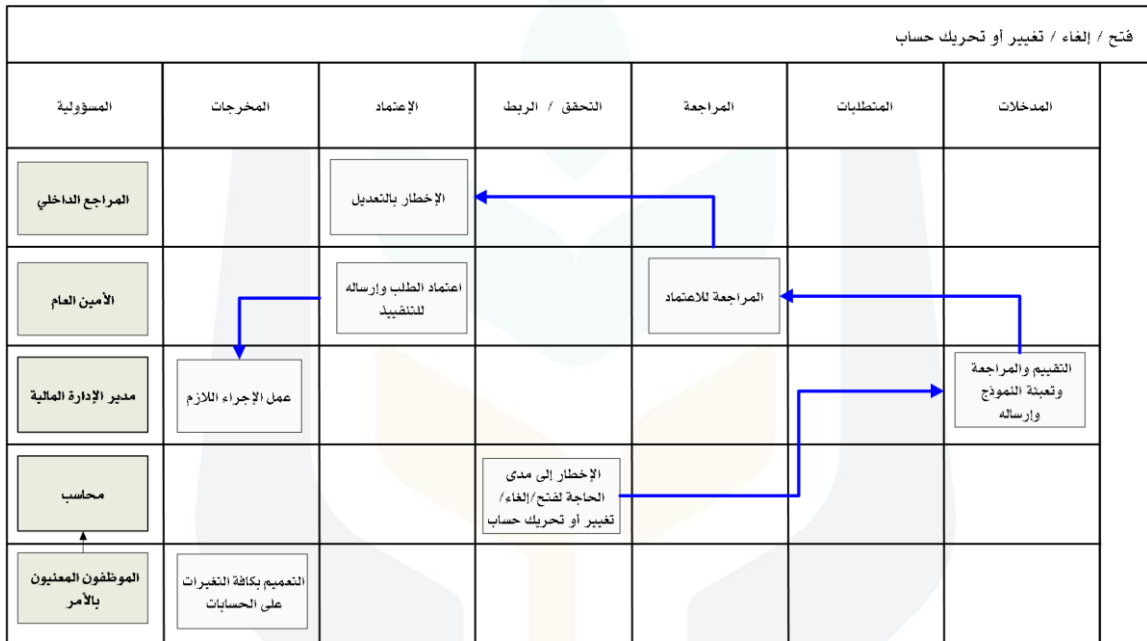 فتح / إلغاء / تغيير أو تحريك حساب
المدخلات
المتطلبات
المراجعة
التحقق / الربط
الإعتماد
المخرجات
المسؤولية
الإخطار بالتعديل
المراجع الداخلي
المراجعة للاعتماد
اعتماد الطلب وإرساله
للتنفييذ
الأمين العام
التقييم والمراجعة
وتعبئة النموذج
وإرساله
عمل الإجراء اللازم
مدير الإدارة المالية
الإخطار إلى مدى
الحاجة لفتح/إلغاء/
تغيير أو تحريك حساب
محاسب
التعميم بكافة التغيرات
على الحسابات
الموظفون المعنيون
بالأمر